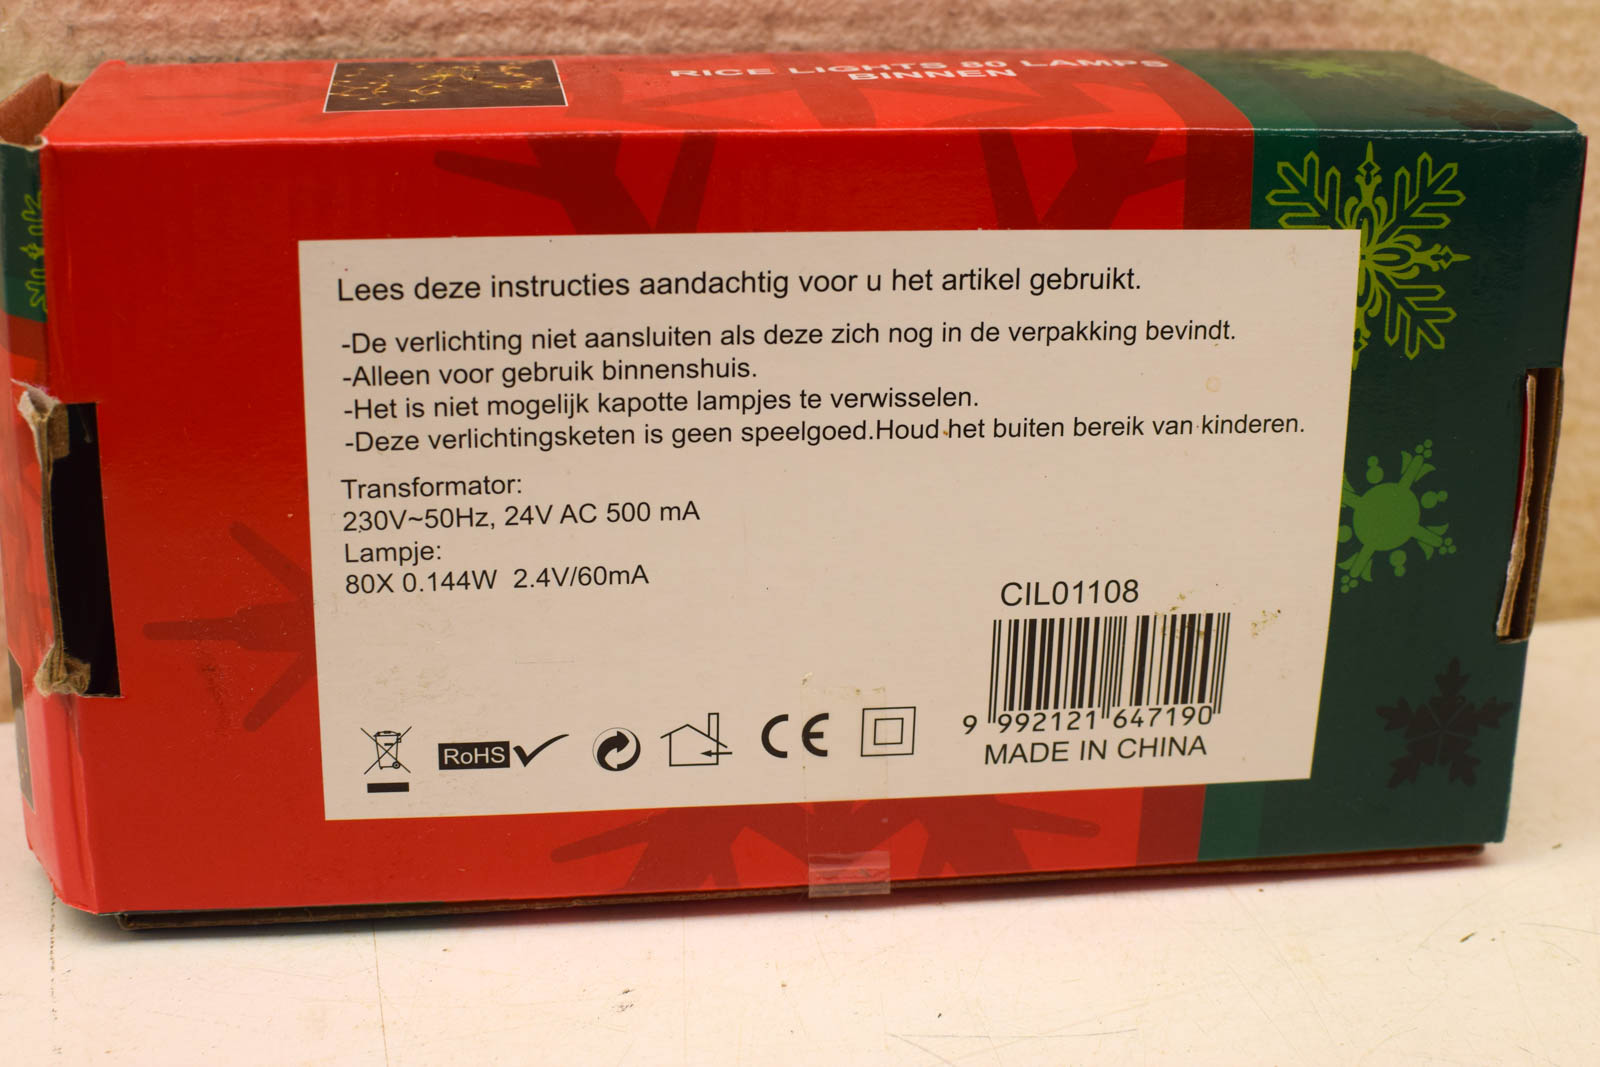 RICE LIGHTS 80 LAMPS
BINNEN
Lees deze instructies aandachtig voor u het artikel gebruikt.
-De verlichting niet aansluiten als deze zich nog in de verpakking bevindt.
-Alleen voor gebruik binnenshuis.
-Het is niet mogelijk kapotte lampjes te verwisselen.
-Deze verlichtingsketen is geen speelgoed.Houd het buiten bereik van kinderen.
Transformator:
230V~50Hz, 24V AC 500 mA
Lampje:
80X 0.144W 2.4V/60mA
CIL01108
9 992121 647190
MADE IN CHINA
RoHS
CE